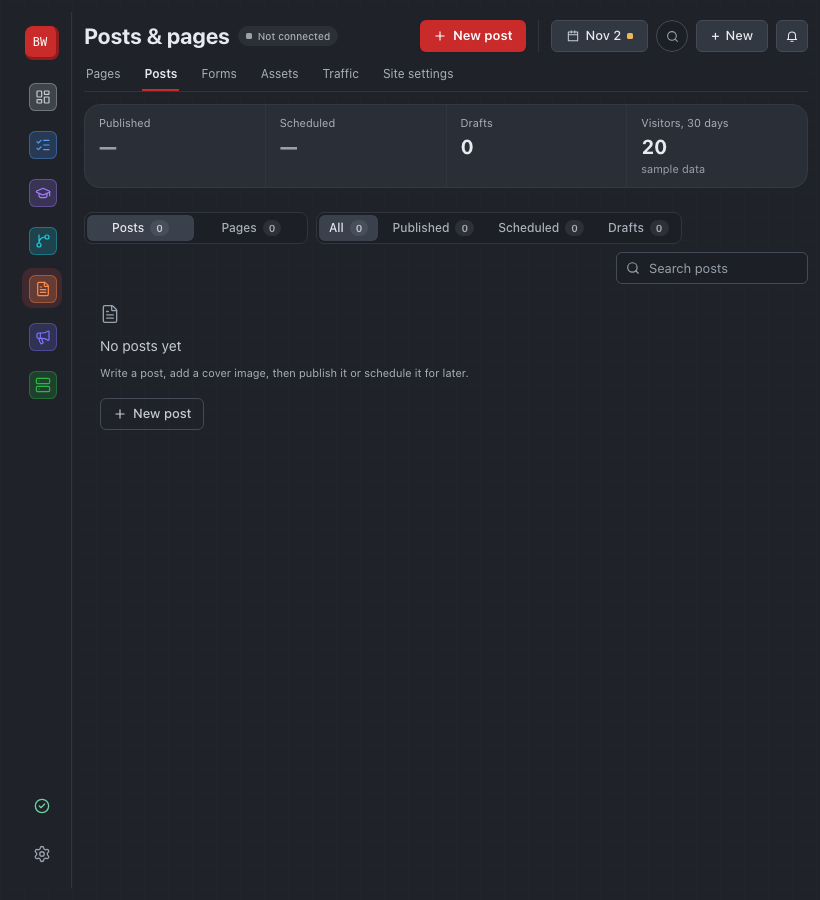 BW
Posts & pages
Not connected
+ New post
Nov 2
+ New
Pages
Posts
Forms
Assets
Traffic
Site settings
Published
—
Scheduled
—
Drafts
0
Visitors, 30 days
20
sample data
Posts 0
Pages 0
All 0
Published 0
Scheduled 0
Drafts 0
Search posts
No posts yet
Write a post, add a cover image, then publish it or schedule it for later.
+ New post